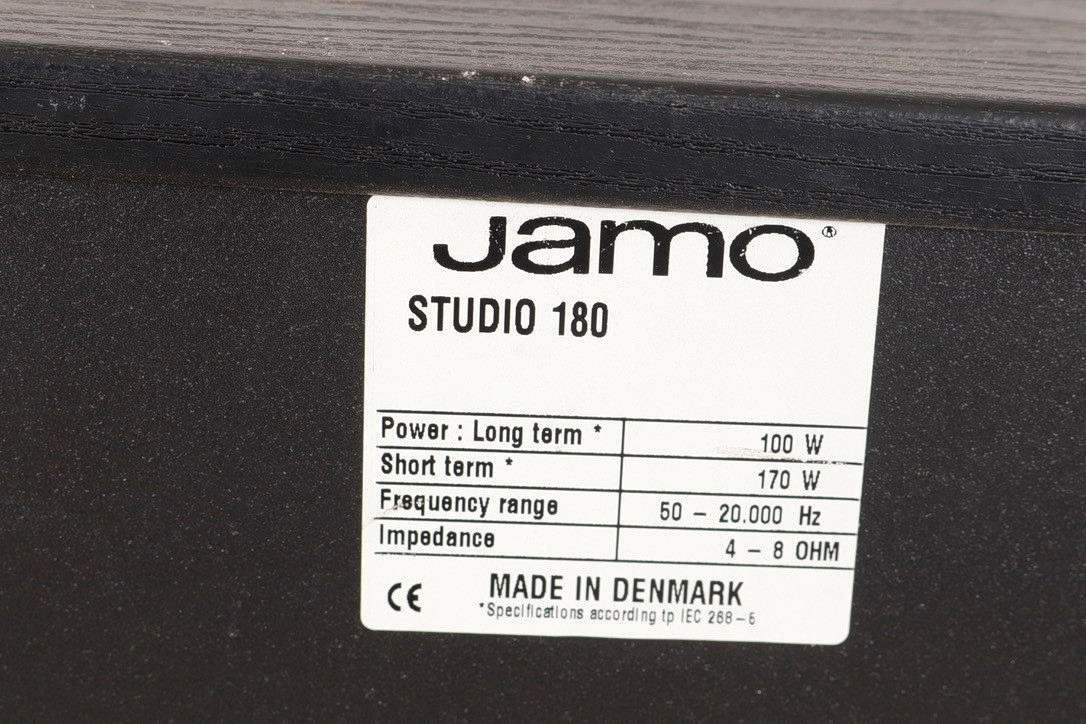 Jamo®
STUDIO 180
Power : Long term * 100 W
Short term * 170 W
Frequency range 50 – 20.000 Hz
Impedance 4 – 8 OHM
CE MADE IN DENMARK
*Specifications according tp IEC 268–5